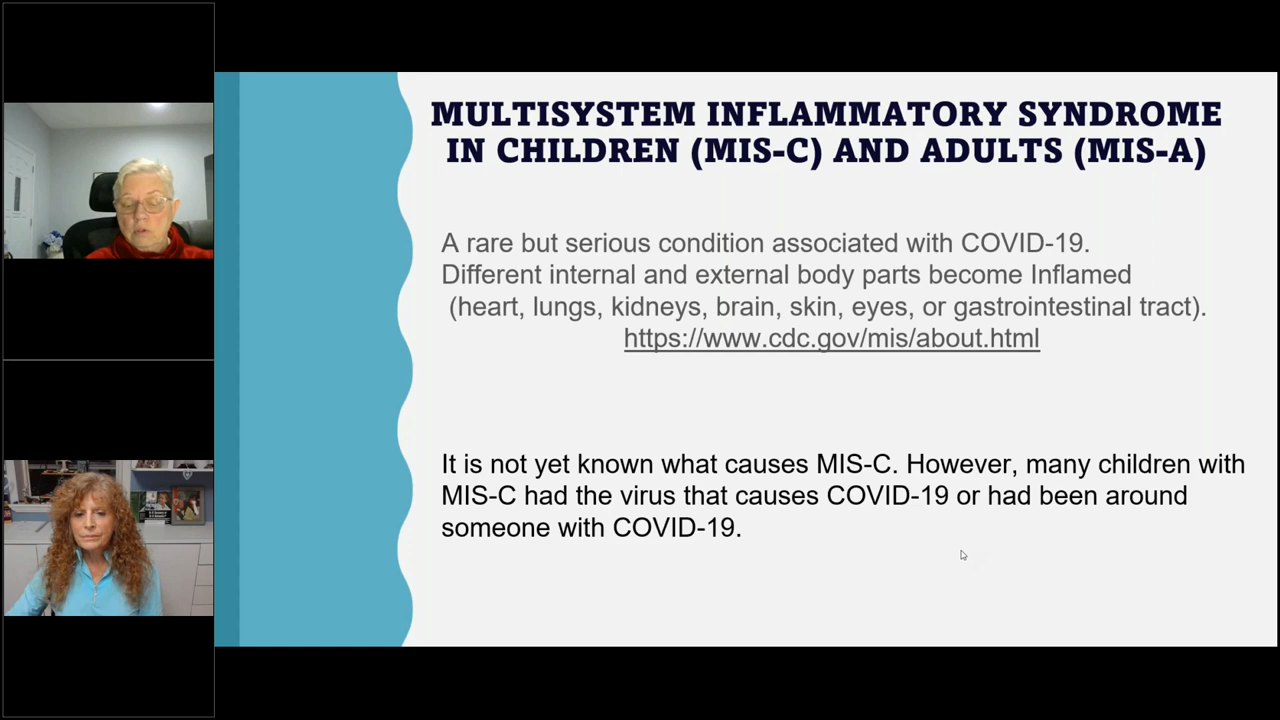 MULTISYSTEM INFLAMMATORY SYNDROME
IN CHILDREN (MIS-C) AND ADULTS (MIS-A)
A rare but serious condition associated with COVID-19.
Different internal and external body parts become Inflamed
(heart, lungs, kidneys, brain, skin, eyes, or gastrointestinal tract).
https://www.cdc.gov/mis/about.html
It is not yet known what causes MIS-C. However, many children with
MIS-C had the virus that causes COVID-19 or had been around
someone with COVID-19.